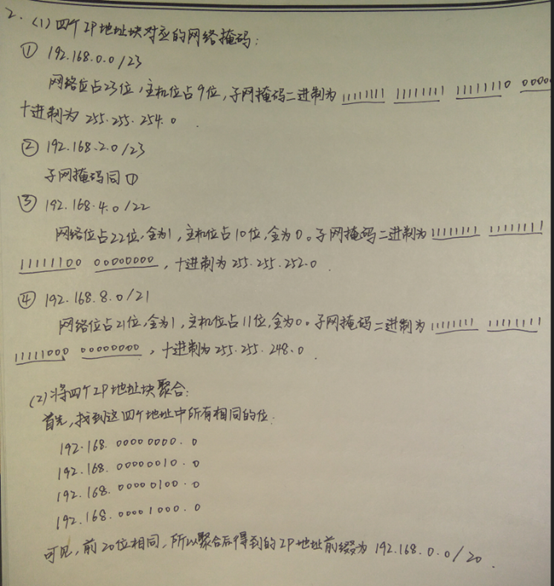 2. (1) 四个IP地址块对应的网络掩码:
① 192.168.0.0/23
网络位占23位,主机位占9位,子网掩码二进制为 11111111 11111111 11111110 0000
十进制为 255.255.254.0.
② 192.168.2.0/23
子网掩码同①
③ 192.168.4.0/22
网络位占22位,全为1,主机位占10位,全为0。子网掩码二进制为 11111111 11111111
11111100 00000000,十进制为255.255.252.0.
④ 192.168.8.0/21
网络位占21位,全为1,主机位占11位,全为0。子网掩码二进制为 11111111 11111111
11111000 00000000,十进制为255.255.248.0.
(2)将四个IP地址块聚合:
首先,找到这四个地址中所有相同的位:
192.168.00000000.0
192.168.00000010.0
192.168.00000100.0
192.168.00001000.0
可见,前20位相同,所以聚合后得到的IP地址前缀为192.168.0.0/20.